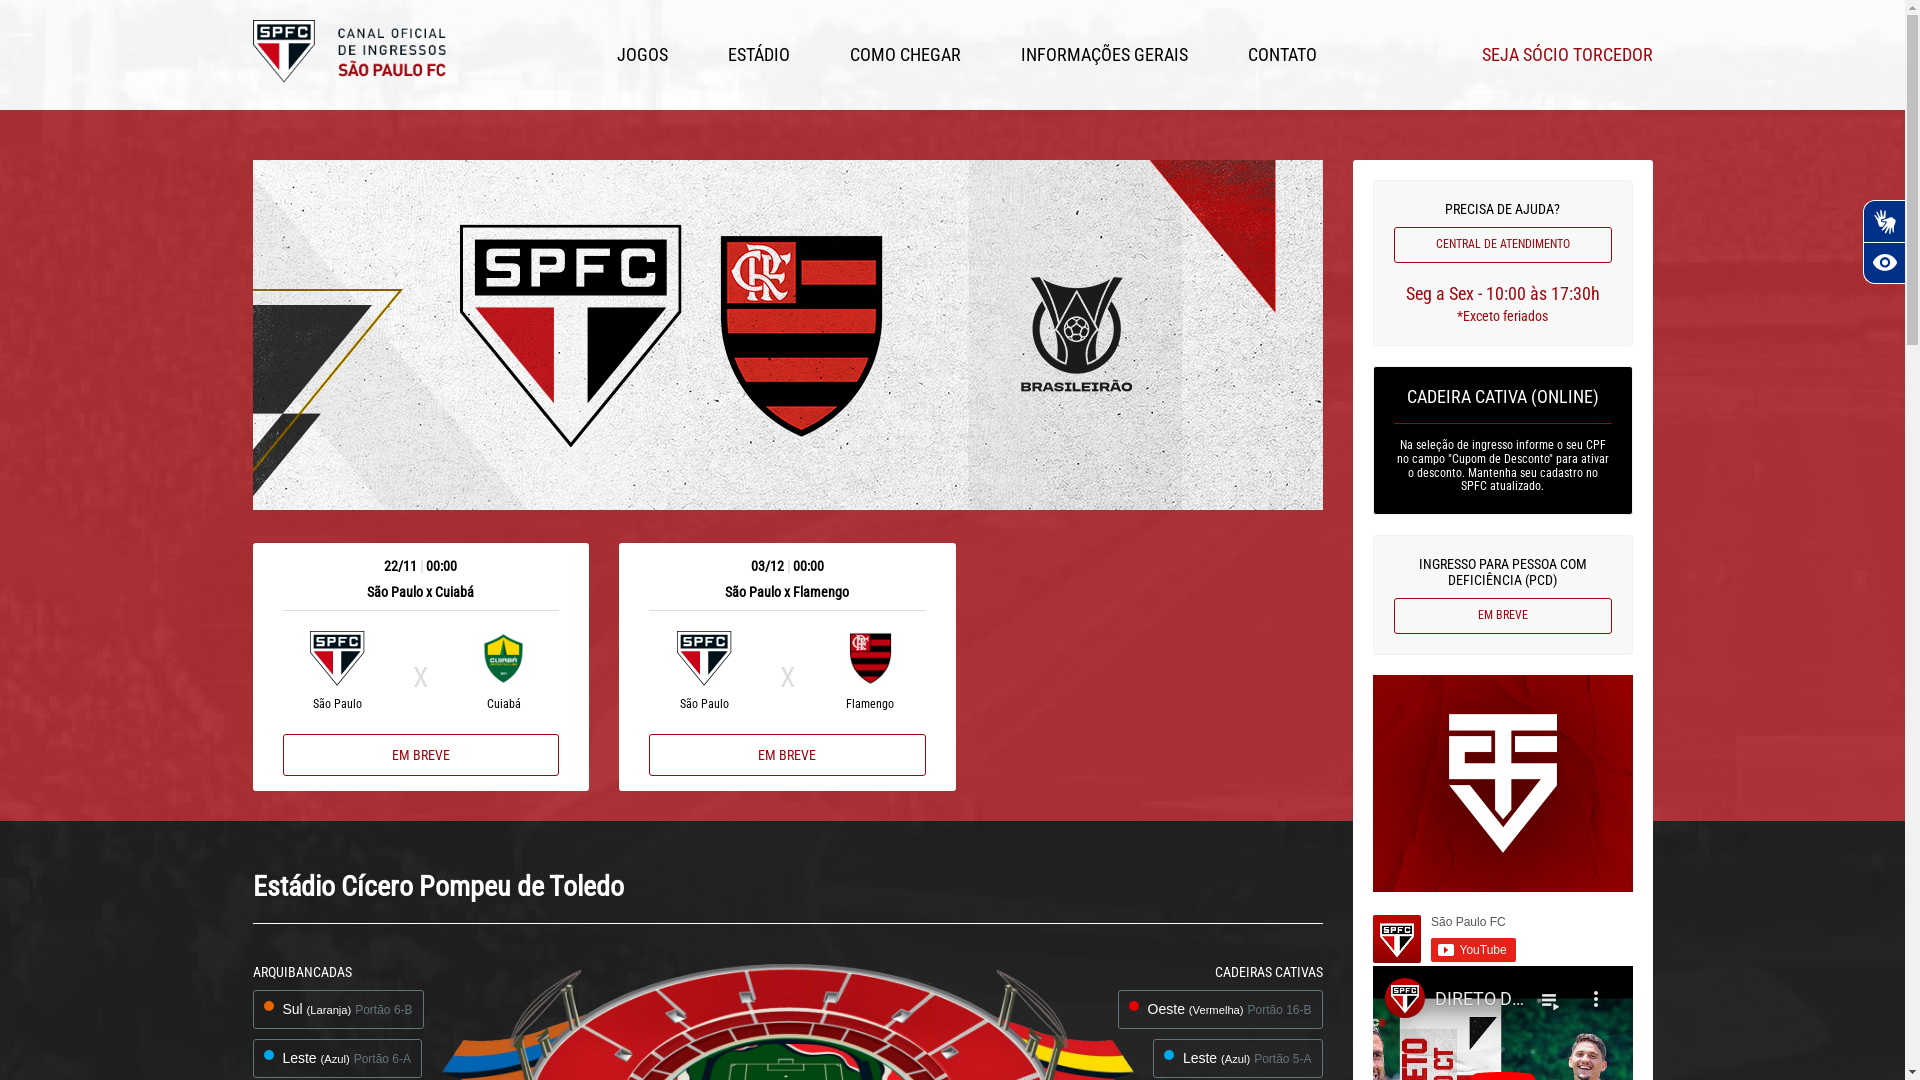 SPFC
CANAL OFICIAL
DE INGRESSOS
SÃO PAULO FC
JOGOS
ESTÁDIO
COMO CHEGAR
INFORMAÇÕES GERAIS
CONTATO
SEJA SÓCIO TORCEDOR
SPFC
CRF
BRASILEIRÃO
22/11 | 00:00
São Paulo x Cuiabá
SPFC
X
CUIABÁ
São Paulo
Cuiabá
EM BREVE
03/12 | 00:00
São Paulo x Flamengo
SPFC
X
São Paulo
Flamengo
EM BREVE
PRECISA DE AJUDA?
CENTRAL DE ATENDIMENTO
Seg a Sex - 10:00 às 17:30h
*Exceto feriados
CADEIRA CATIVA (ONLINE)
Na seleção de ingresso informe o seu CPF
no campo "Cupom de Desconto" para ativar
o desconto. Mantenha seu cadastro no
SPFC atualizado.
INGRESSO PARA PESSOA COM
DEFICIÊNCIA (PCD)
EM BREVE
SPFC
São Paulo FC
YouTube
SPFC
DIRETO D...
Estádio Cícero Pompeu de Toledo
ARQUIBANCADAS
Sul (Laranja) Portão 6-B
Leste (Azul) Portão 6-A
CADEIRAS CATIVAS
Oeste (Vermelha) Portão 16-B
Leste (Azul) Portão 5-A